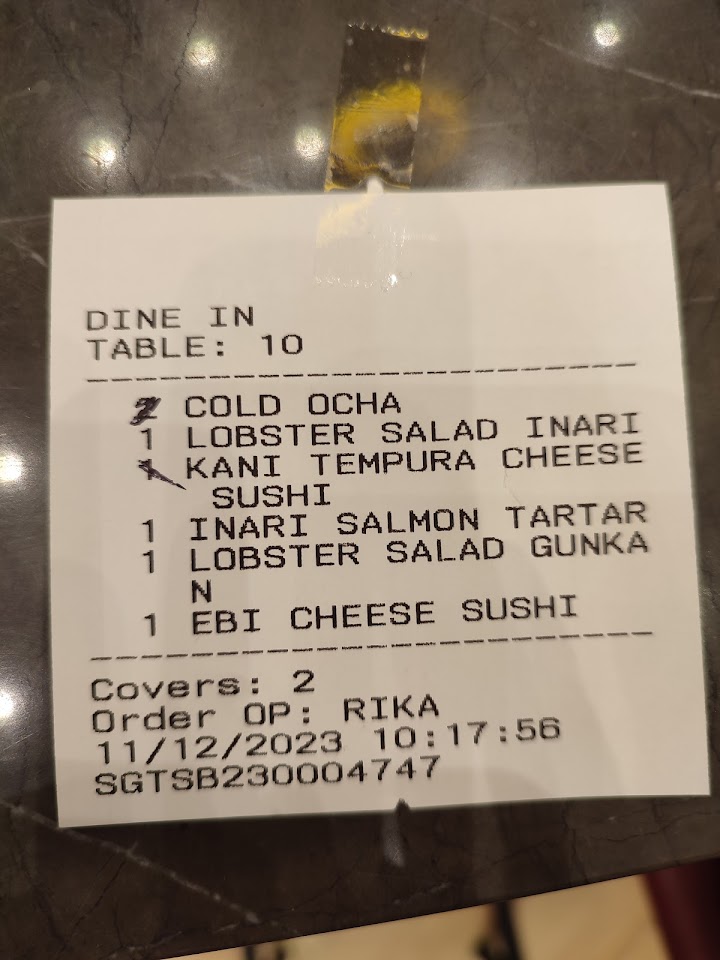 DINE IN
TABLE: 10
2 COLD OCHA
1 LOBSTER SALAD INARI
1 KANI TEMPURA CHEESE
SUSHI
1 INARI SALMON TARTAR
1 LOBSTER SALAD GUNKA
N
1 EBI CHEESE SUSHI
Covers: 2
Order OP: RIKA
11/12/2023 10:17:56
SGTSB230004747